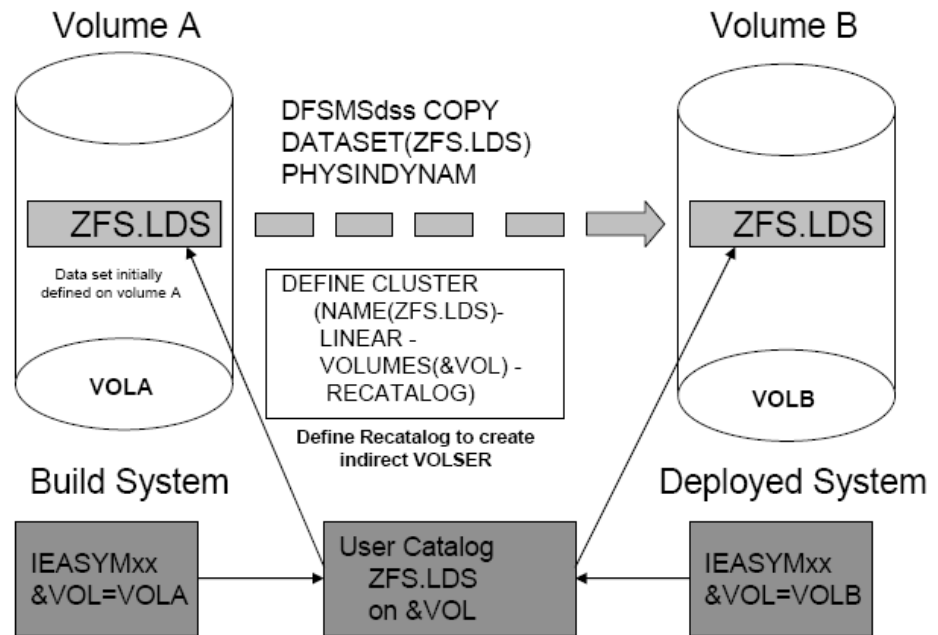 Volume A
Volume B
DFSMSdss COPY
DATASET(ZFS.LDS)
PHYSINDYNAM
ZFS.LDS
ZFS.LDS
Data set initially
defined on volume A
DEFINE CLUSTER
(NAME(ZFS.LDS)-
LINEAR -
VOLUMES(&VOL) -
RECATALOG)
VOLA
VOLB
Define Recatalog to create
indirect VOLSER
Build System
Deployed System
IEASYMxx
&VOL=VOLA
User Catalog
ZFS.LDS
on &VOL
IEASYMxx
&VOL=VOLB